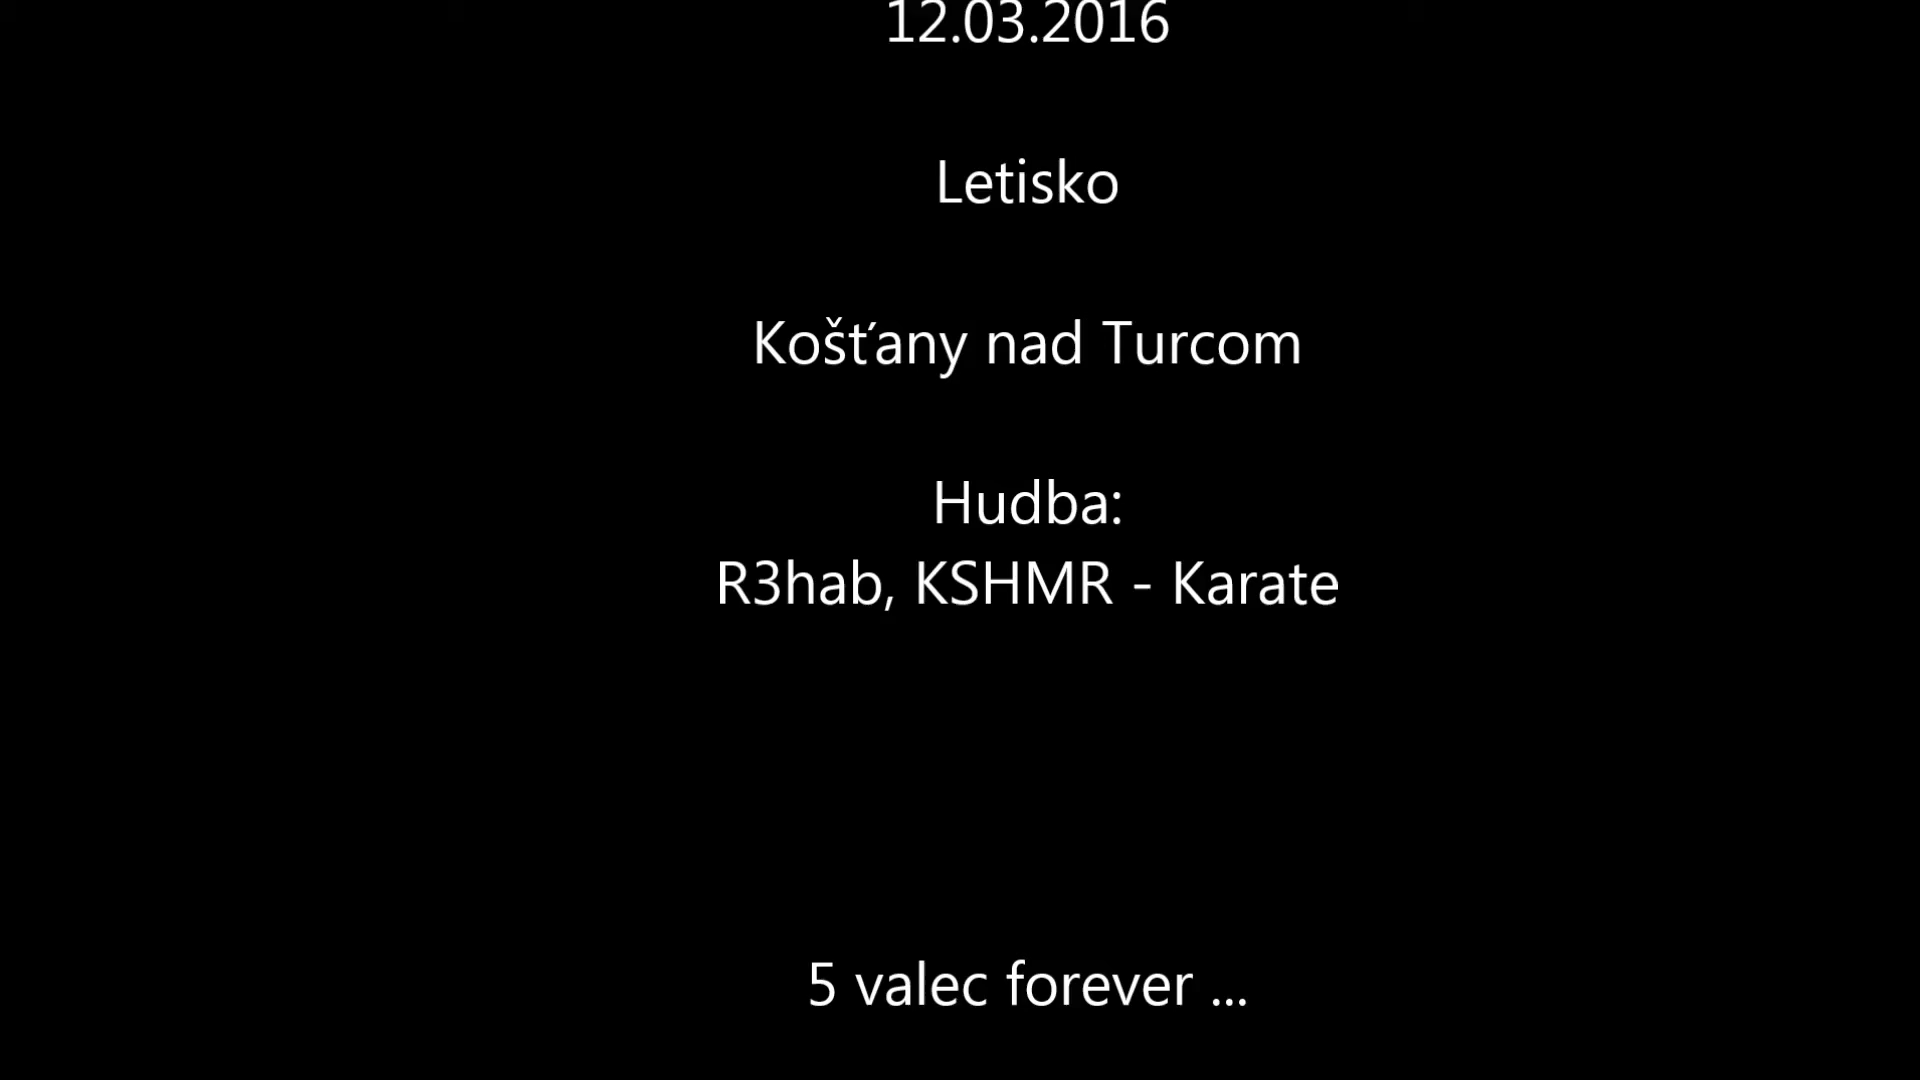 12.03.2016
Letisko
Košťany nad Turcom
Hudba:
R3hab, KSHMR - Karate
5 valec forever ...